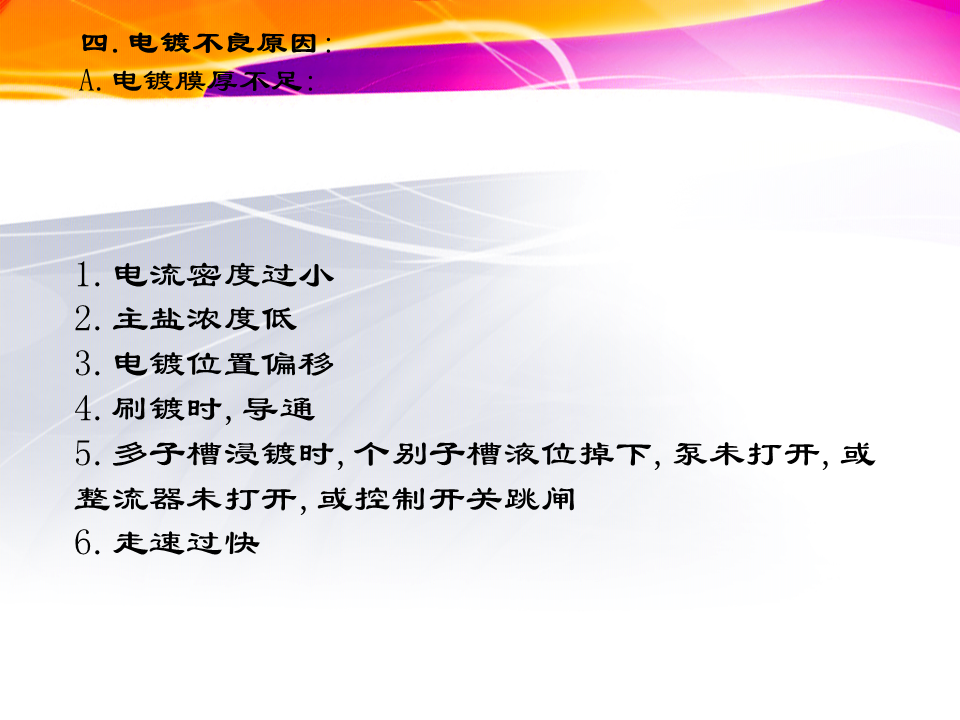 四.电镀不良原因:
A.电镀膜厚不足:
1.电流密度过小
2.主盐浓度低
3.电镀位置偏移
4.刷镀时,导通
5.多子槽浸镀时,个别子槽液位掉下,泵未打开,或
整流器未打开,或控制开关跳闸
6.走速过快